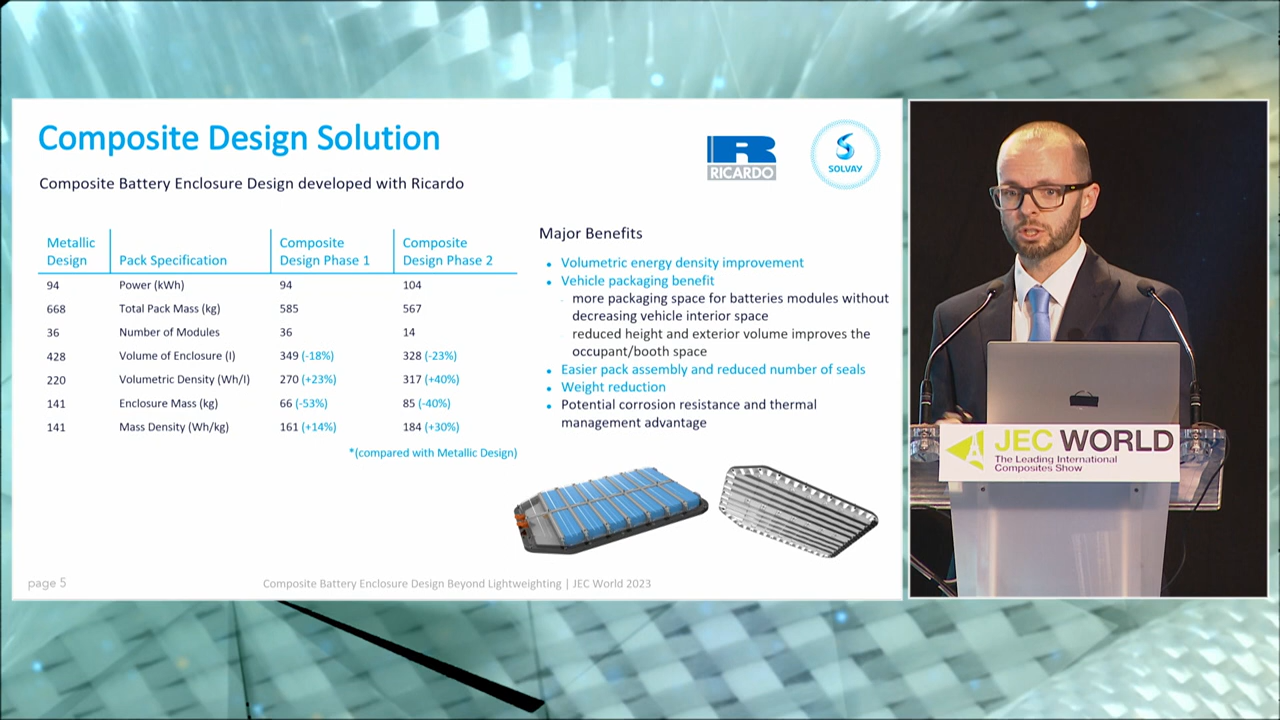 Composite Design Solution
Composite Battery Enclosure Design developed with Ricardo
R
RICARDO
S
SOLVAY
Metallic Design | Pack Specification | Composite Design Phase 1 | Composite Design Phase 2
94 | Power (kWh) | 94 | 104
668 | Total Pack Mass (kg) | 585 | 567
36 | Number of Modules | 36 | 14
428 | Volume of Enclosure (l) | 349 (-18%) | 328 (-23%)
220 | Volumetric Density (Wh/l) | 270 (+23%) | 317 (+40%)
141 | Enclosure Mass (kg) | 66 (-53%) | 85 (-40%)
141 | Mass Density (Wh/kg) | 161 (+14%) | 184 (+30%)
*(compared with Metallic Design)
Major Benefits
• Volumetric energy density improvement
• Vehicle packaging benefit
- more packaging space for batteries modules without
decreasing vehicle interior space
- reduced height and exterior volume improves the
occupant/booth space
• Easier pack assembly and reduced number of seals
• Weight reduction
• Potential corrosion resistance and thermal
management advantage
page 5
Composite Battery Enclosure Design Beyond Lightweighting | JEC World 2023
JEC WORLD
The Leading International
Composites Show